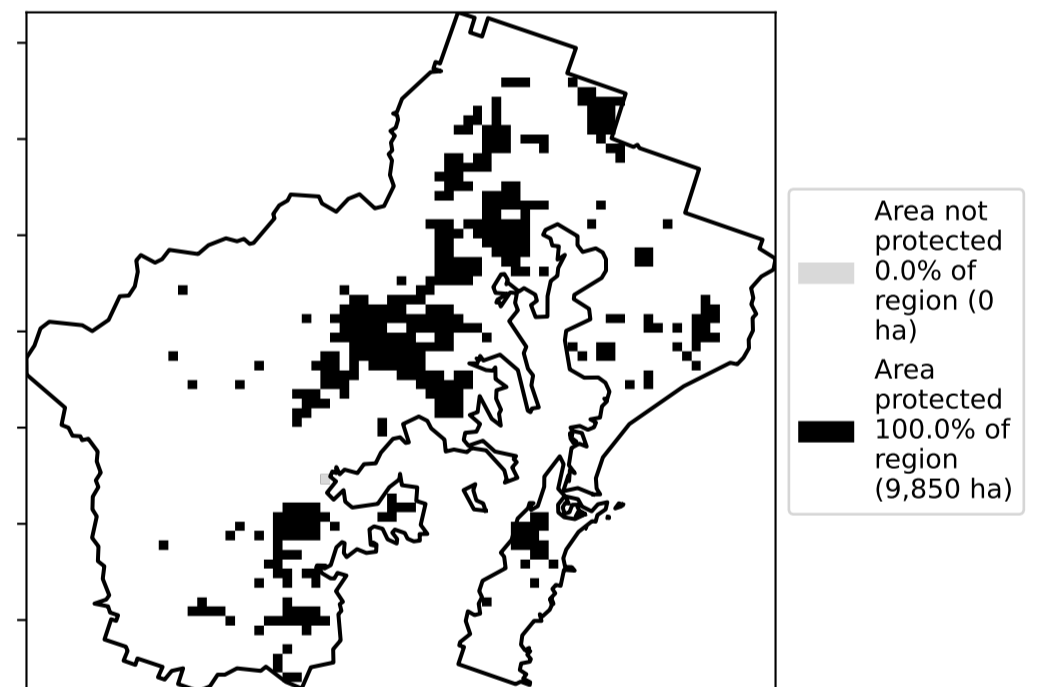 Area not
protected
0.0% of
region (0
ha)
Area
protected
100.0% of
region
(9,850 ha)